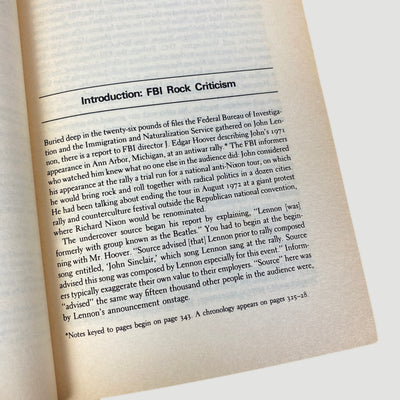 Introduction: FBI Rock Criticism
Buried deep in the twenty-six pounds of files the Federal Bureau of Investiga-
tion and the Immigration and Naturalization Service gathered on John Len-
non, there is a report to FBI director J. Edgar Hoover describing John's 1971
appearance in Ann Arbor, Michigan, at an antiwar rally.* The FBI informers
who watched him knew what no one else in the audience did: John considered
his appearance at the rally a trial run for a national anti-Nixon tour, on which
he would bring rock and roll together with radical politics in a dozen cities.
He had been talking about ending the tour in August 1972 at a giant protest
rally and counterculture festival outside the Republican national convention,
where Richard Nixon would be renominated.
The undercover source began his report by explaining, "Lennon [was]
formerly with group known as the Beatles." You had to begin at the begin-
ning with Mr. Hoover. "Source advised [that] Lennon prior to rally composed
song entitled, 'John Sinclair,' which song Lennon sang at the rally. Source
advised this song was composed by Lennon especially for this event." Inform-
ers typically exaggerate their own value to their employers. "Source" here was
"advised" the same way fifteen thousand other people in the audience were,
by Lennon's announcement onstage.
*Notes keyed to pages begin on page 343. A chronology appears on pages 325–28.